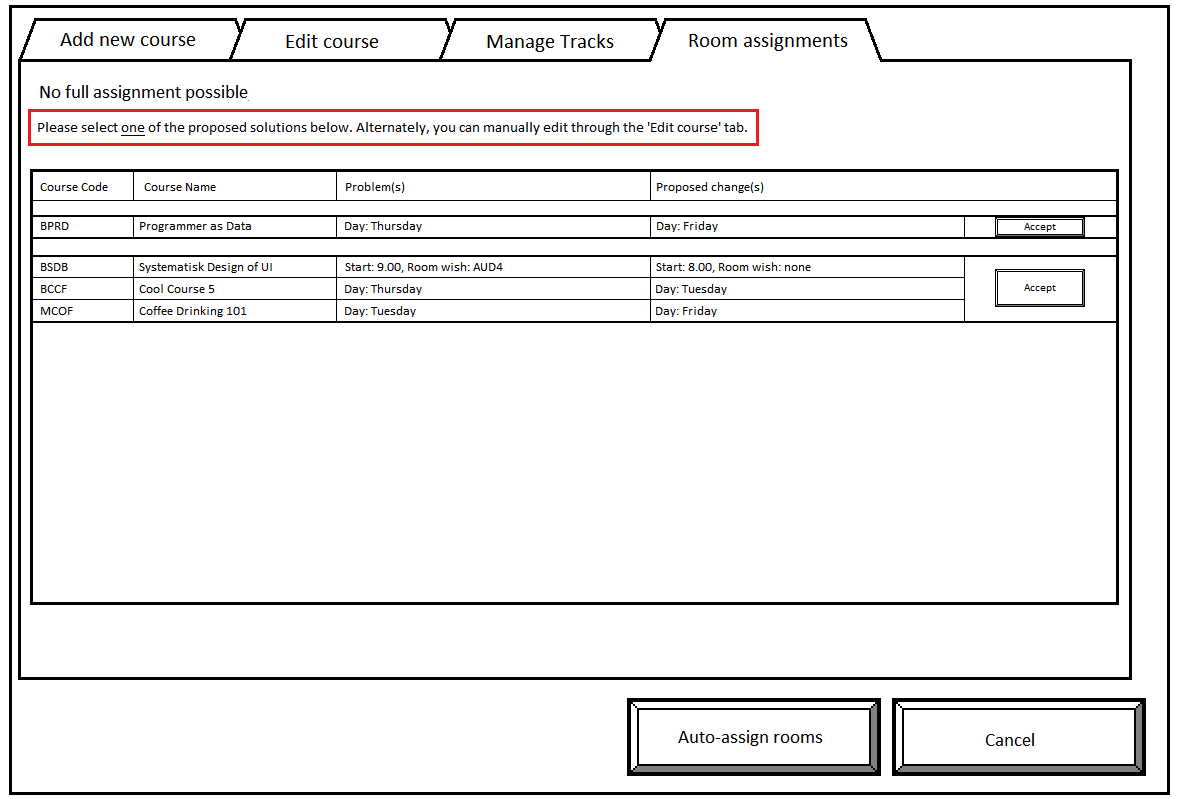 Add new course Edit course Manage Tracks Room assignments
No full assignment possible
Please select one of the proposed solutions below. Alternately, you can manually edit through the 'Edit course' tab.
Course Code Course Name Problem(s) Proposed change(s)
BPRD Programmer as Data Day: Thursday Day: Friday Accept
BSDB Systematisk Design of UI Start: 9.00, Room wish: AUD4 Start: 8.00, Room wish: none
BCCF Cool Course 5 Day: Thursday Day: Tuesday Accept
MCOF Coffee Drinking 101 Day: Tuesday Day: Friday
Auto-assign rooms Cancel